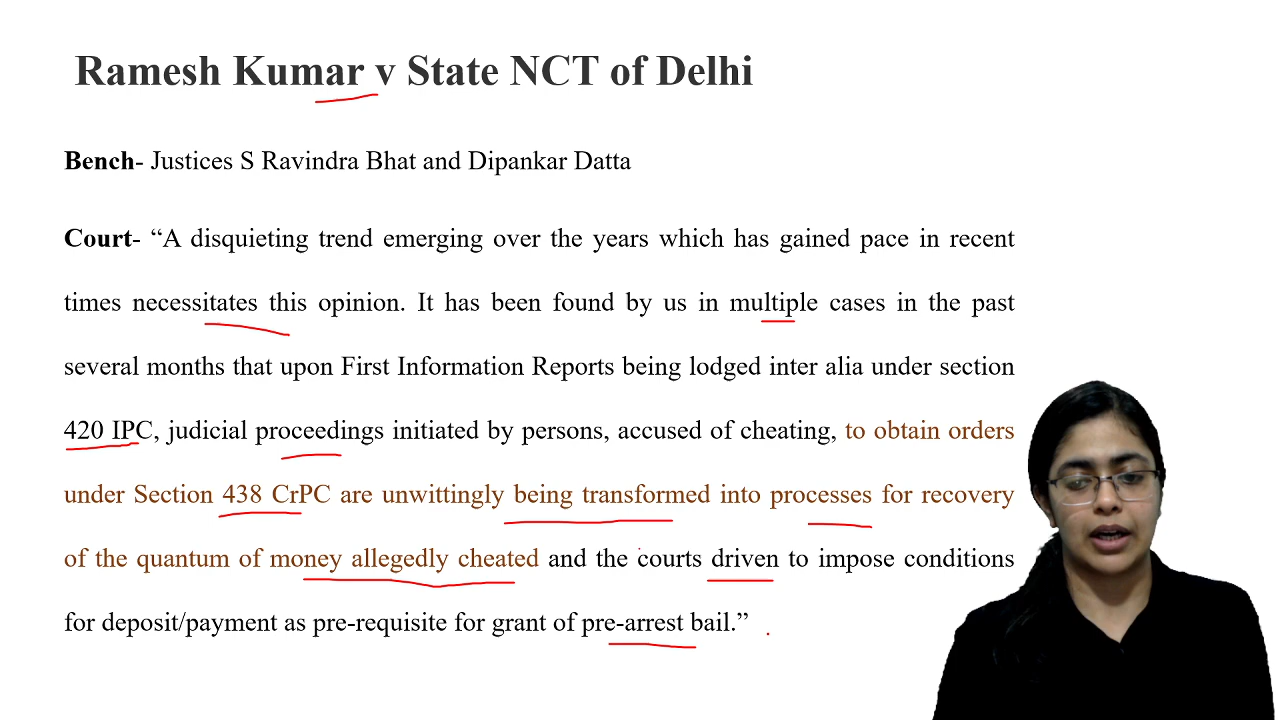 Ramesh Kumar v State NCT of Delhi
Bench- Justices S Ravindra Bhat and Dipankar Datta
Court- “A disquieting trend emerging over the years which has gained pace in recent
times necessitates this opinion. It has been found by us in multiple cases in the past
several months that upon First Information Reports being lodged inter alia under section
420 IPC, judicial proceedings initiated by persons, accused of cheating, to obtain orders
under Section 438 CrPC are unwittingly being transformed into processes for recovery
of the quantum of money allegedly cheated and the courts driven to impose conditions
for deposit/payment as pre-requisite for grant of pre-arrest bail.”